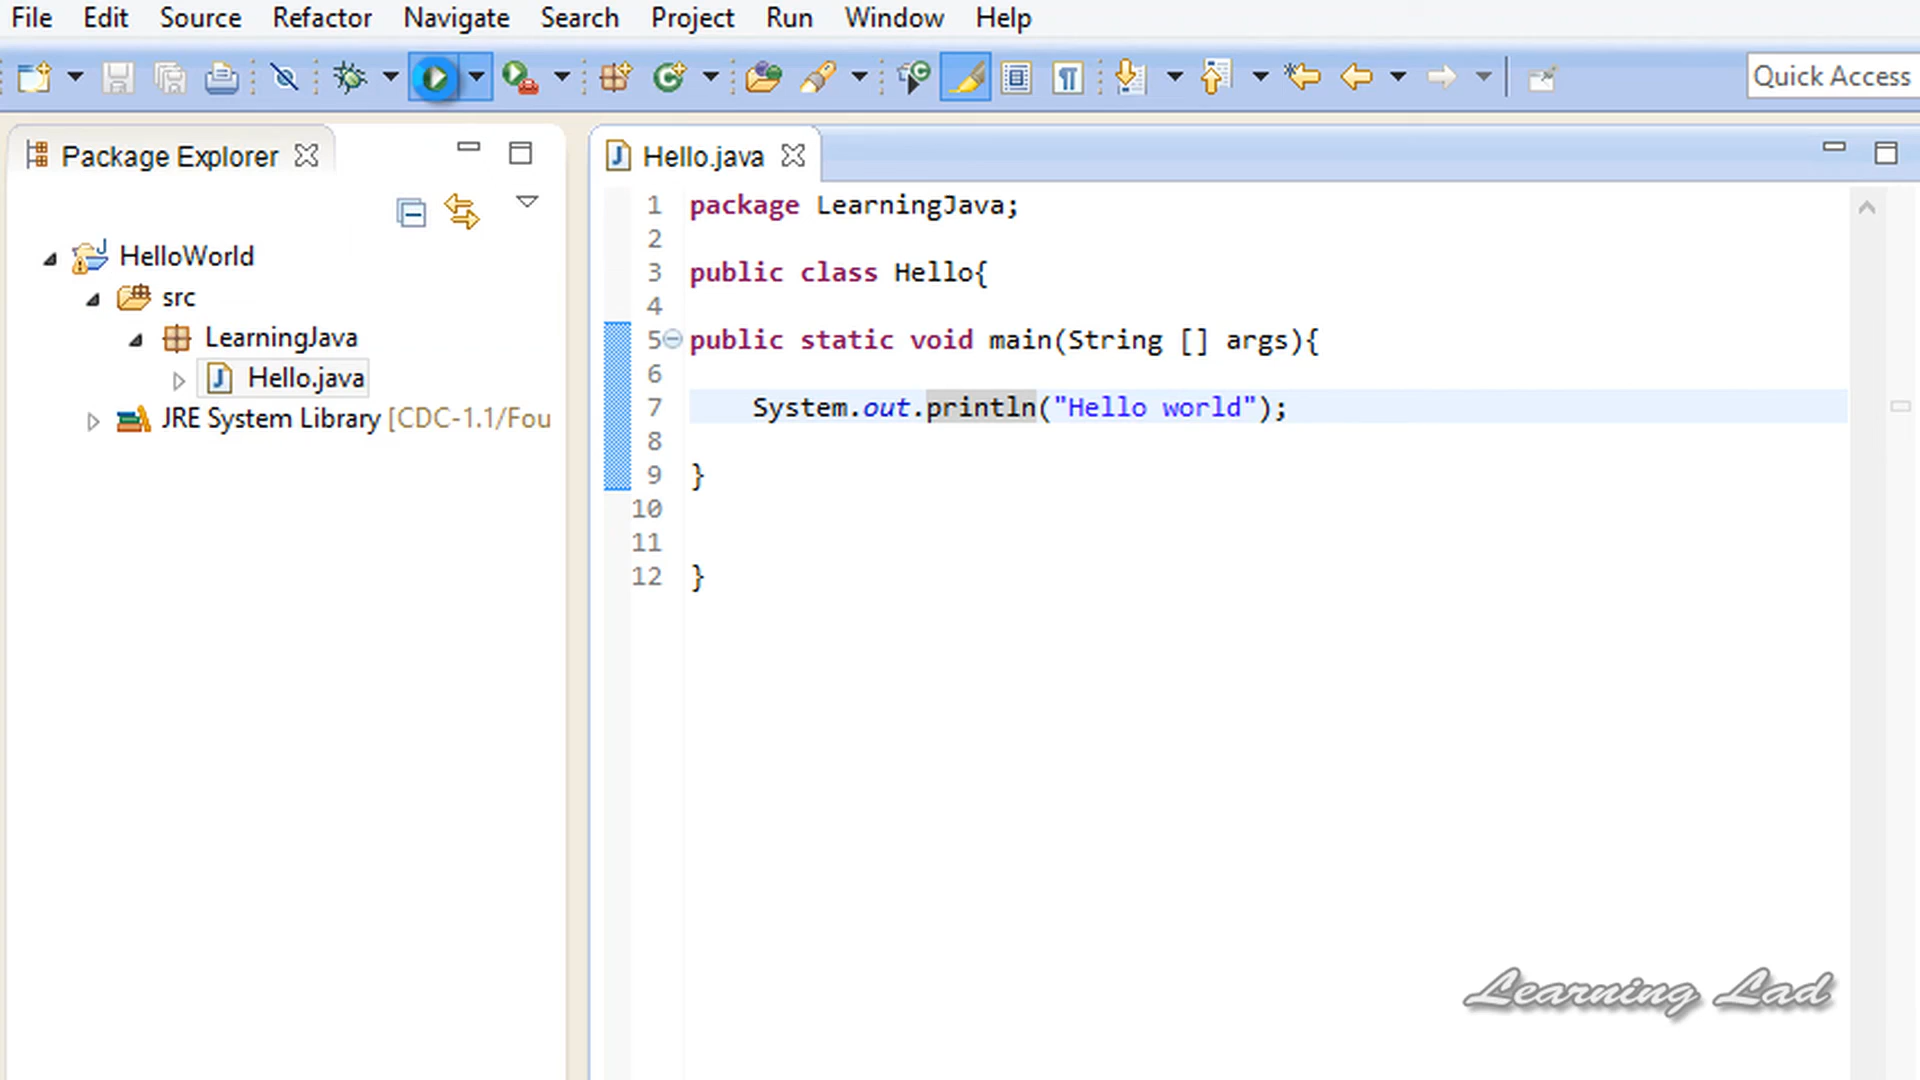 File Edit Source Refactor Navigate Search Project Run Window Help
Quick Access
Package Explorer
HelloWorld
src
LearningJava
Hello.java
JRE System Library [CDC-1.1/Fou
Hello.java
1 package LearningJava;
2
3 public class Hello{
4
5 public static void main(String [] args){
6
7 System.out.println("Hello world");
8
9 }
10
11
12 }
Learning Lad